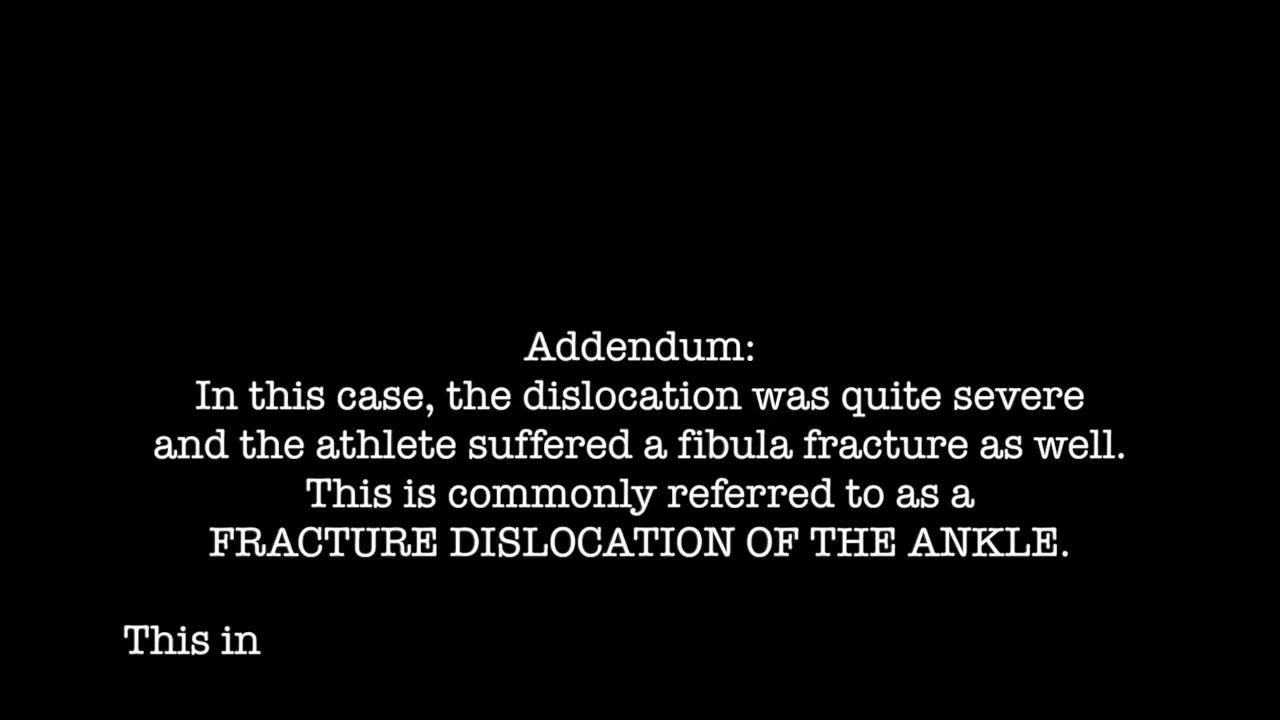 Addendum:
In this case, the dislocation was quite severe
and the athlete suffered a fibula fracture as well.
This is commonly referred to as a
FRACTURE DISLOCATION OF THE ANKLE.
This in